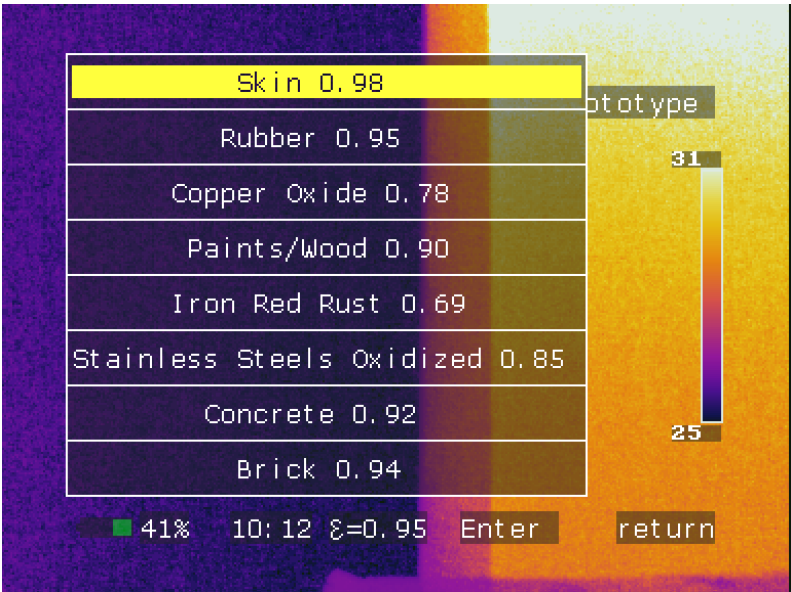 Skin 0.98
ototype
Rubber 0.95
31
Copper Oxide 0.78
Paints/Wood 0.90
Iron Red Rust 0.69
Stainless Steels Oxidized 0.85
Concrete 0.92
25
Brick 0.94
41% 10:12 ε=0.95 Enter return